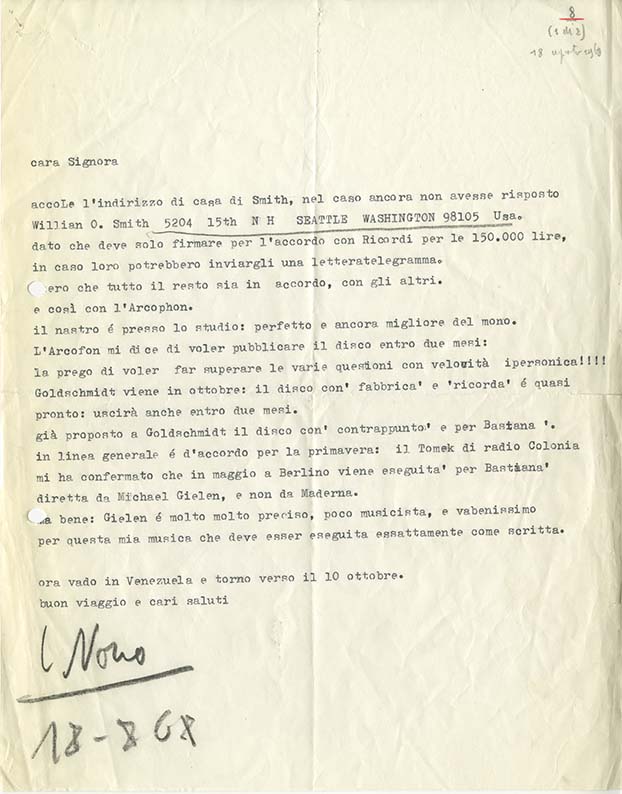 8
(1 di 2)
18
cara Signora
accoLe l'indirizzo di casa di Smith, nel caso ancora non avesse risposto
Willian O. Smith 5204 15th N H SEATTLE WASHINGTON 98105 Usa.
dato che deve solo firmare per l'accordo con Ricordi per le 150.000 lire,
in caso loro potrebbero inviargli una letteratelegramma.
ero che tutto il resto sia in accordo, con gli altri.
e così con l'Arcophon.
il nastro é presso lo studio: perfetto e ancora migliore del mono.
L'Arcofon mi dice di voler pubblicare il disco entro due mesi:
la prego di voler far superare le varie questioni con velocità ipersonica!!!!
Goldschmidt viene in ottobre: il disco con' fabbrica' e 'ricorda' é quasi
pronto: uscirà anche entro due mesi.
già proposto a Goldschmidt il disco con' contrappunto' e per Bastana '.
in linea generale é d'accordo per la primavera: il Tomek di radio Colonia
mi ha confermato che in maggio a Berlino viene eseguita' per Bastiana'
diretta da Michael Gielen, e non da Maderna.
a bene: Gielen é molto molto preciso, poco musicista, e vabenissimo
per questa mia musica che deve esser eseguita essattamente come scritta.
ora vado in Venezuela e torno verso il 10 ottobre.
buon viaggio e cari saluti
L Nono
18-8 68